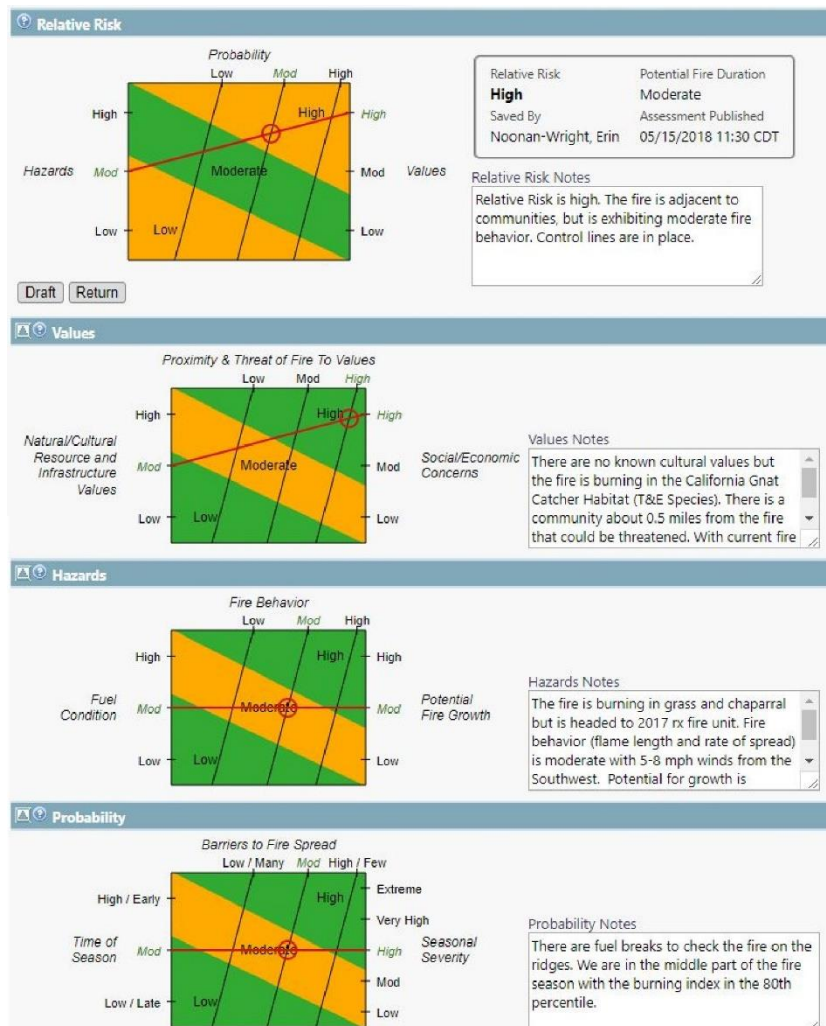 Relative Risk
Probability
Low Mod High
High High High
Hazards Mod Moderate Mod Values
Low Low Low
Relative Risk Potential Fire Duration
High Moderate
Saved By Assessment Published
Noonan-Wright, Erin 05/15/2018 11:30 CDT
Relative Risk Notes
Relative Risk is high. The fire is adjacent to
communities, but is exhibiting moderate fire
behavior. Control lines are in place.
Draft Return
Values
Proximity & Threat of Fire To Values
Low Mod High
High High High
Natural/Cultural
Resource and
Infrastructure
Values
Mod Moderate Mod
Social/Economic
Concerns
Low Low Low
Values Notes
There are no known cultural values but
the fire is burning in the California Gnat
Catcher Habitat (T&E Species). There is a
community about 0.5 miles from the fire
that could be threatened. With current fire
Hazards
Fire Behavior
Low Mod High
High High High
Fuel
Condition
Mod Moderate Mod
Potential
Fire Growth
Low Low Low
Hazards Notes
The fire is burning in grass and chaparral
but is headed to 2017 rx fire unit. Fire
behavior (flame length and rate of spread)
is moderate with 5-8 mph winds from the
Southwest. Potential for growth is
Probability
Barriers to Fire Spread
Low / Many Mod High / Few
High / Early High Extreme
Very High
Time of
Season
Mod Moderate High
Seasonal
Severity
Mod
Low / Late Low Low
Probability Notes
There are fuel breaks to check the fire on the
ridges. We are in the middle part of the fire
season with the burning index in the 80th
percentile.